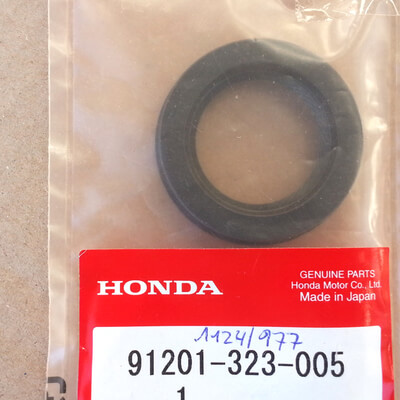 HONDA
GENUINE PARTS
Honda Motor Co., Ltd.
Made in Japan
1124/977
91201-323-005
1